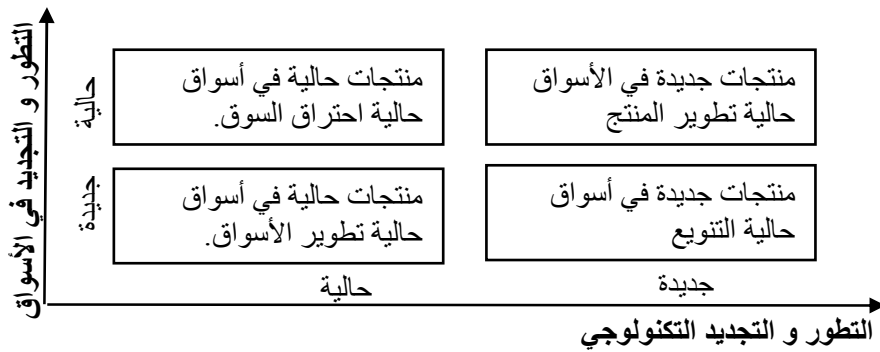 التطور و التجديد في الأسواق
حالية
منتجات جديدة في الأسواق
حالية تطوير المنتج
منتجات حالية في أسواق
حالية احتراق السوق.
جديدة
منتجات جديدة في أسواق
حالية التنويع
منتجات حالية في أسواق
حالية تطوير الأسواق.
جديدة
حالية
التطور و التجديد التكنولوجي